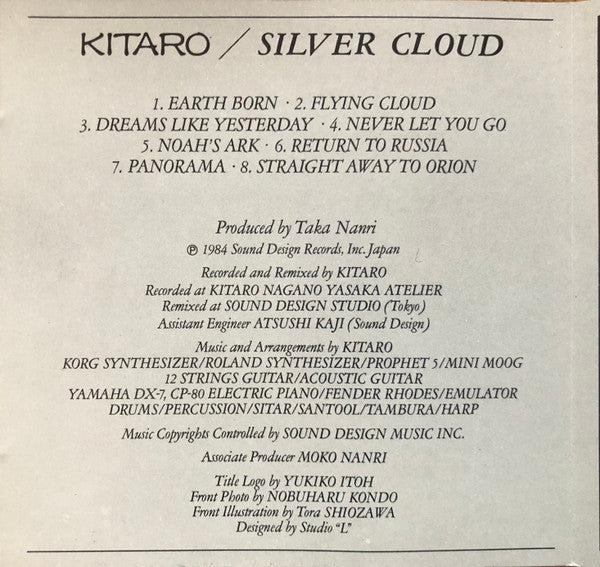 KITARO / SILVER CLOUD
1. EARTH BORN · 2. FLYING CLOUD
3. DREAMS LIKE YESTERDAY · 4. NEVER LET YOU GO
5. NOAH'S ARK · 6. RETURN TO RUSSIA
7. PANORAMA · 8. STRAIGHT AWAY TO ORION
Produced by Taka Nanri
℗ 1984 Sound Design Records, Inc. Japan
Recorded and Remixed by KITARO
Recorded at KITARO NAGANO YASAKA ATELIER
Remixed at SOUND DESIGN STUDIO (Tokyo)
Assistant Engineer ATSUSHI KAJI (Sound Design)
Music and Arrangements by KITARO
KORG SYNTHESIZER/ROLAND SYNTHESIZER/PROPHET 5/MINI MOOG
12 STRINGS GUITAR/ACOUSTIC GUITAR
YAMAHA DX-7, CP-80 ELECTRIC PIANO/FENDER RHODES/EMULATOR
DRUMS/PERCUSSION/SITAR/SANTOOL/TAMBURA/HARP
Music Copyrights Controlled by SOUND DESIGN MUSIC INC.
Associate Producer MOKO NANRI
Title Logo by YUKIKO ITOH
Front Photo by NOBUHARU KONDO
Front Illustration by Tora SHIOZAWA
Designed by Studio "L"